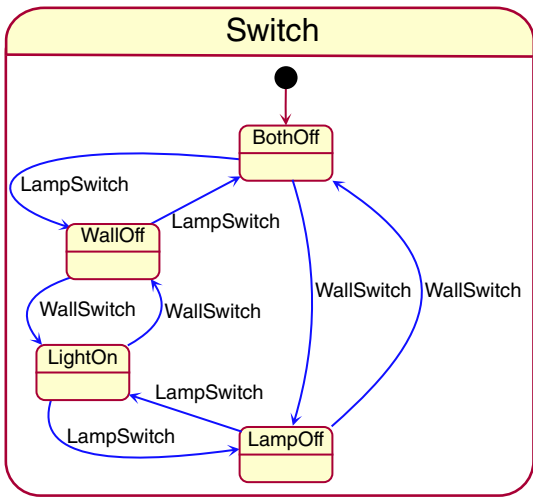 Switch
BothOff
LampSwitch
LampSwitch
WallOff
WallSwitch
WallSwitch
WallSwitch
WallSwitch
LightOn
LampSwitch
LampSwitch
LampOff